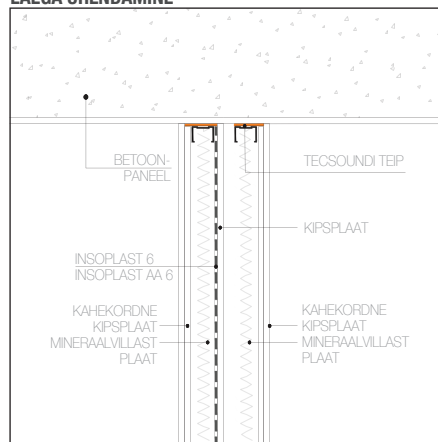 LAEGA ÜHENDAMINE
BETOON-
PANEEL
TECSOUNDI TEIP
KIPSPLAAT
INSOPLAST 6
INSOPLAST AA 6
KAHEKORDNE
KIPSPLAAT
MINERAALVILLAST
PLAAT
KAHEKORDNE
KIPSPLAAT
MINERAALVILLAST
PLAAT